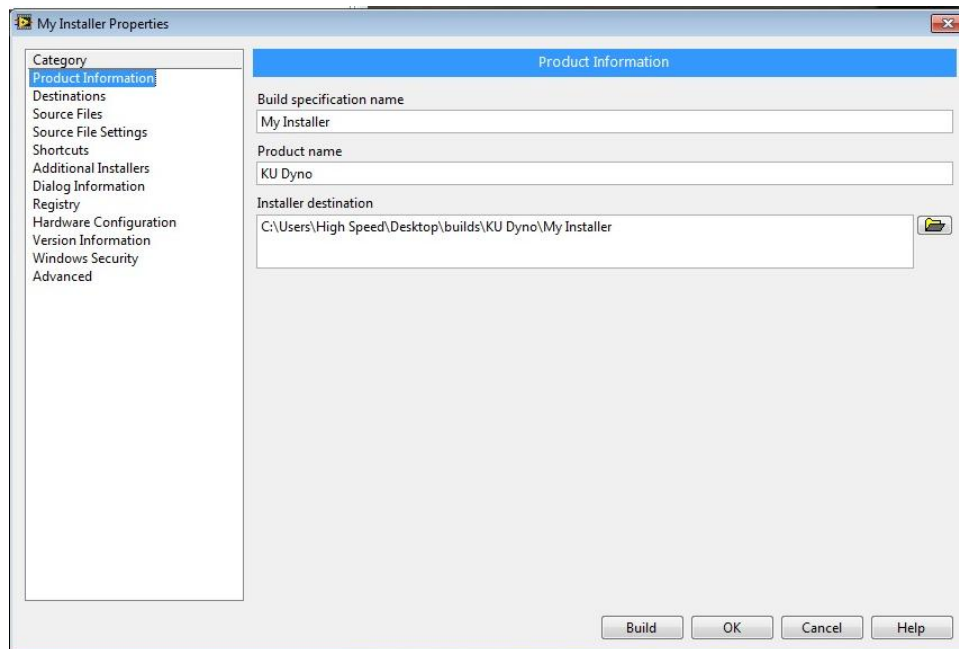 My Installer Properties
Category
Product Information
Destinations
Source Files
Source File Settings
Shortcuts
Additional Installers
Dialog Information
Registry
Hardware Configuration
Version Information
Windows Security
Advanced
Product Information
Build specification name
My Installer
Product name
KU Dyno
Installer destination
C:\Users\High Speed\Desktop\builds\KU Dyno\My Installer
Build
OK
Cancel
Help